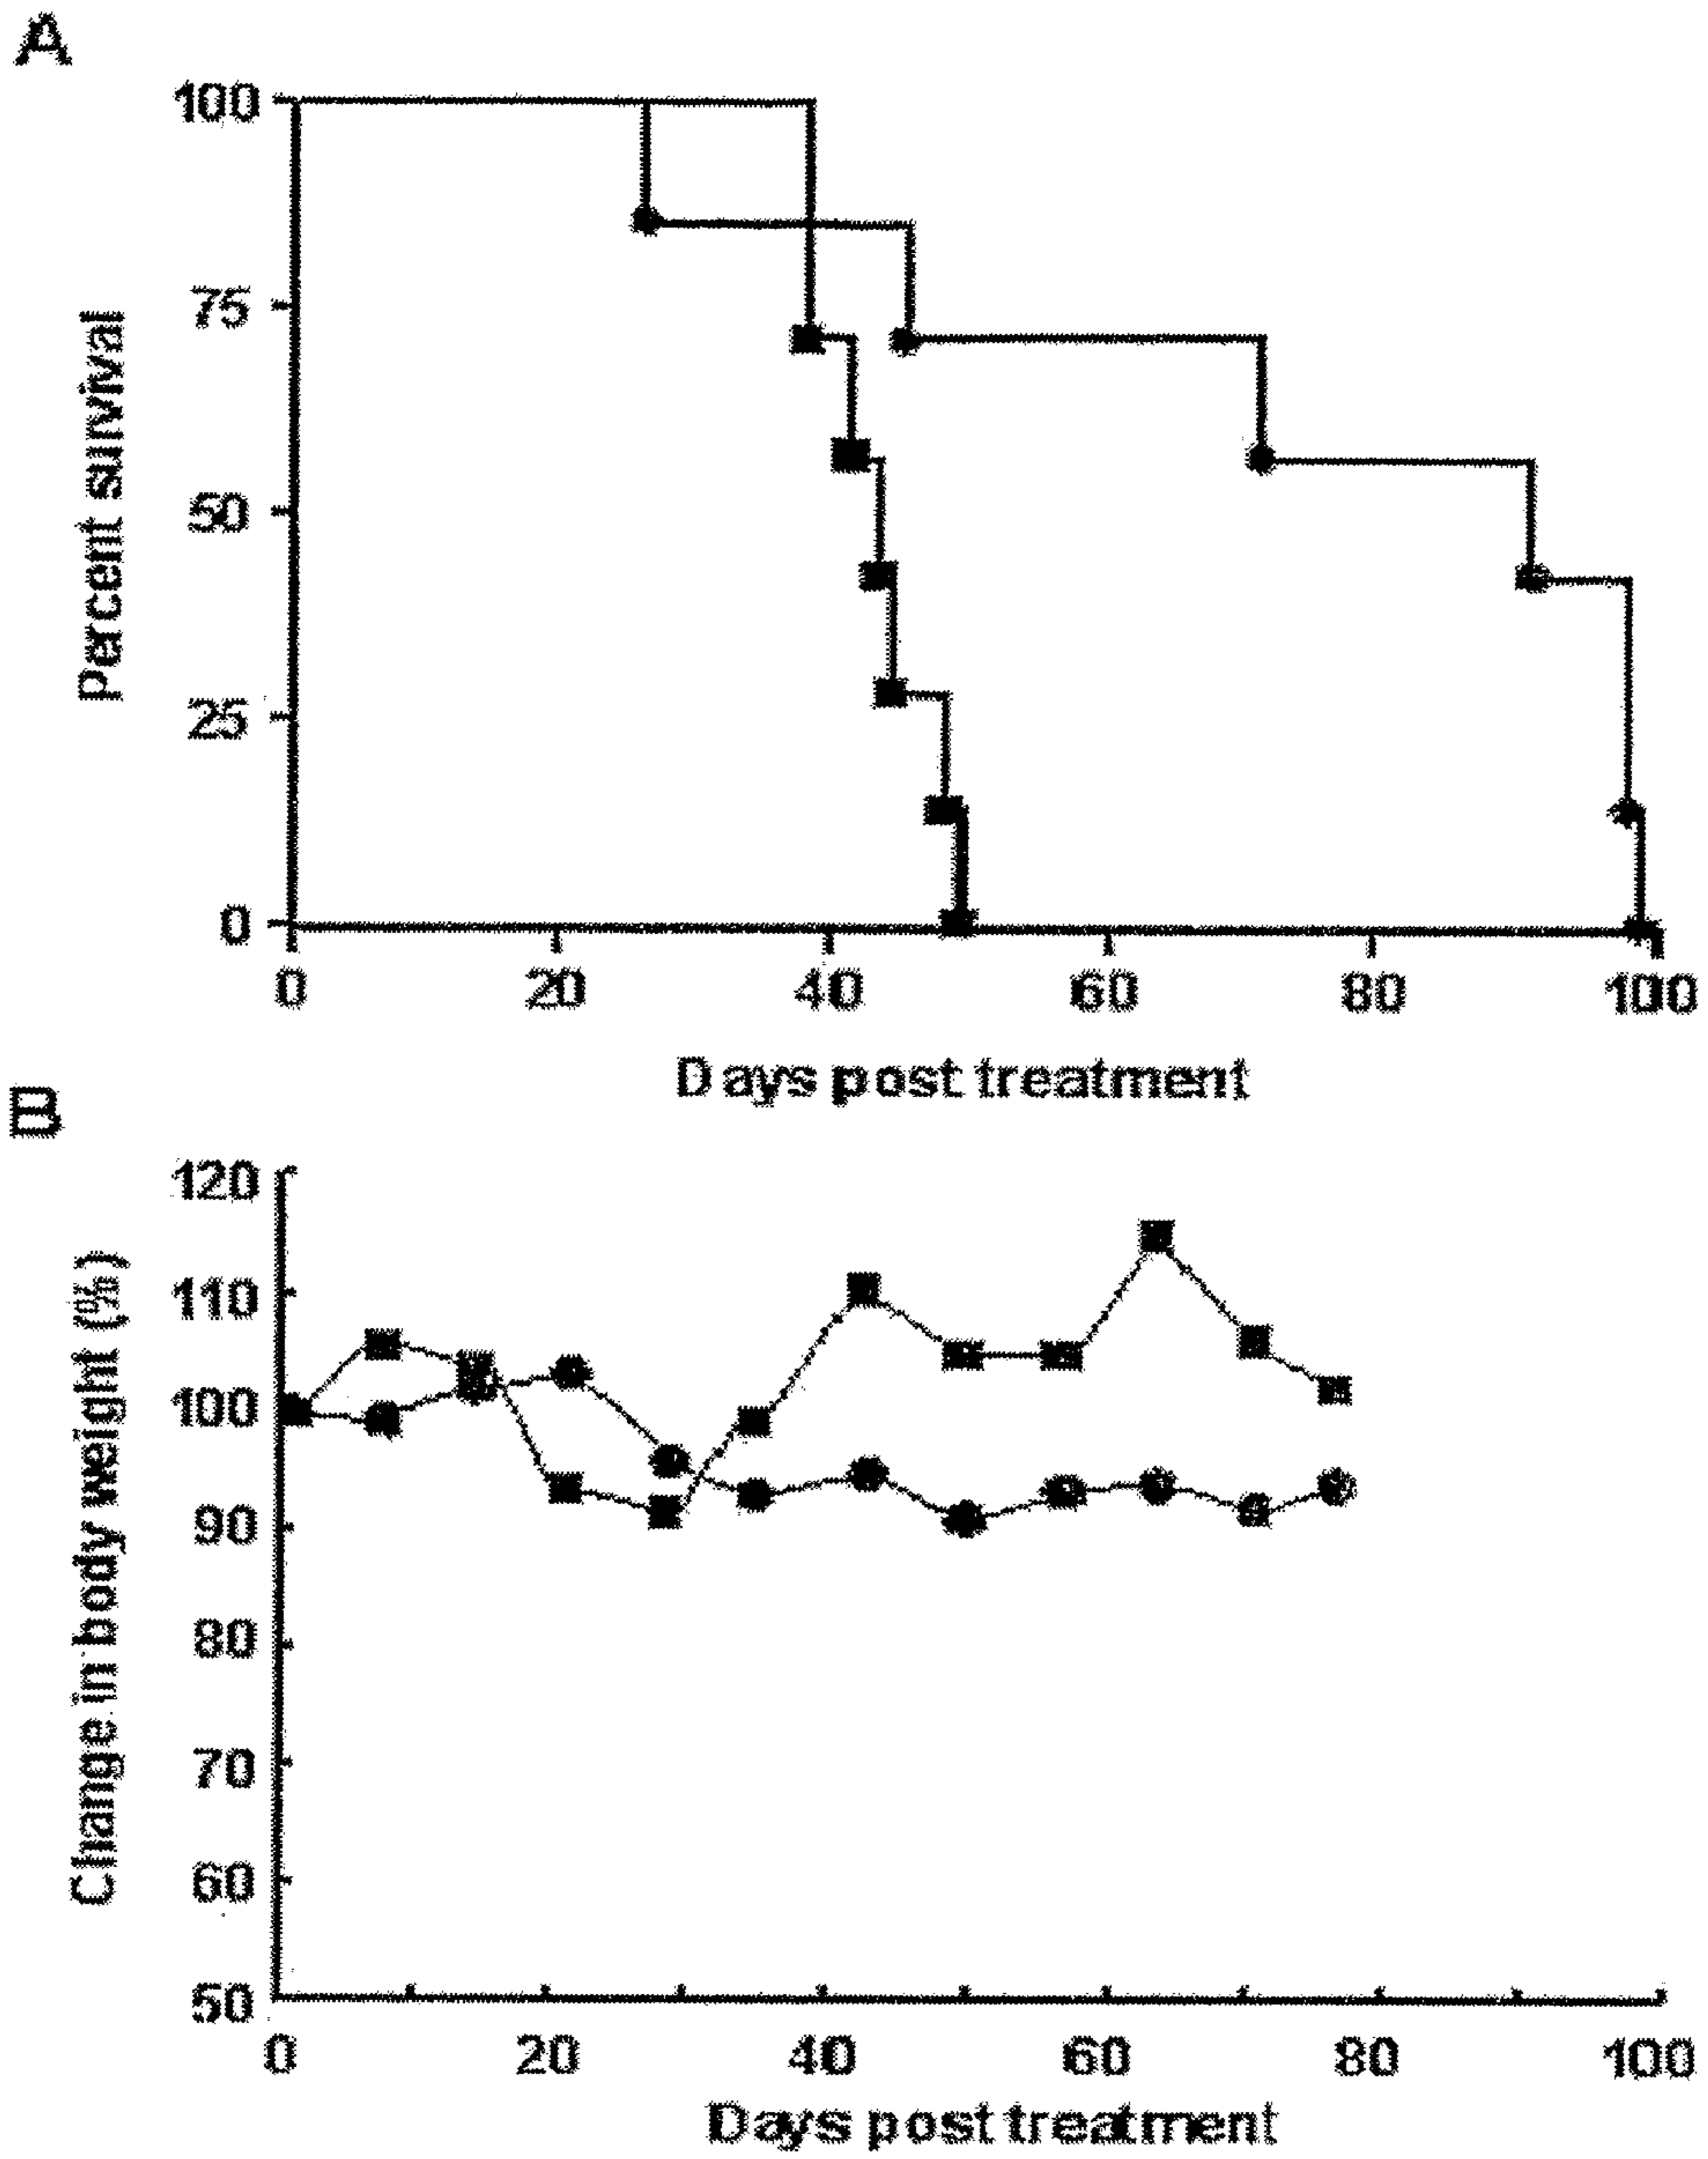 A
100
75
50
25
0
Percent survival
0 20 40 60 80 100
Days post treatment
B
120
110
100
90
80
70
60
50
Change in body weight (%)
0 20 40 60 80 100
Days post treatment